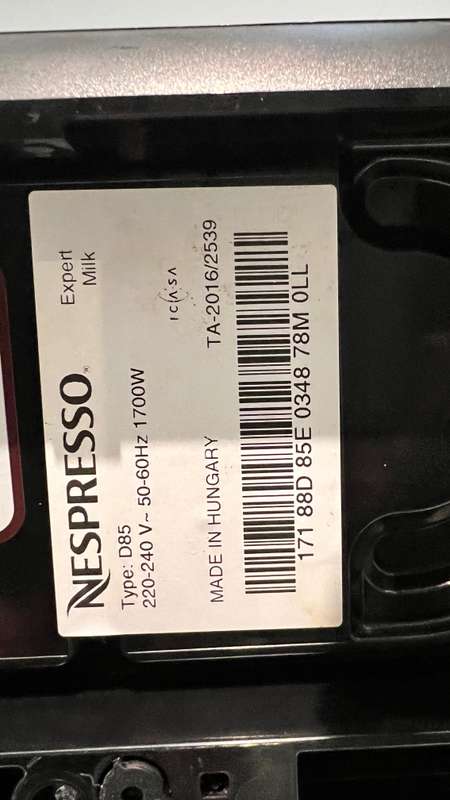 NESPRESSO®
Expert
Milk
Type: D85
220-240 V~ 50-60Hz 1700W
ICASA
MADE IN HUNGARY
TA-2016/2539
171 88D 85E 0348 78M 0LL